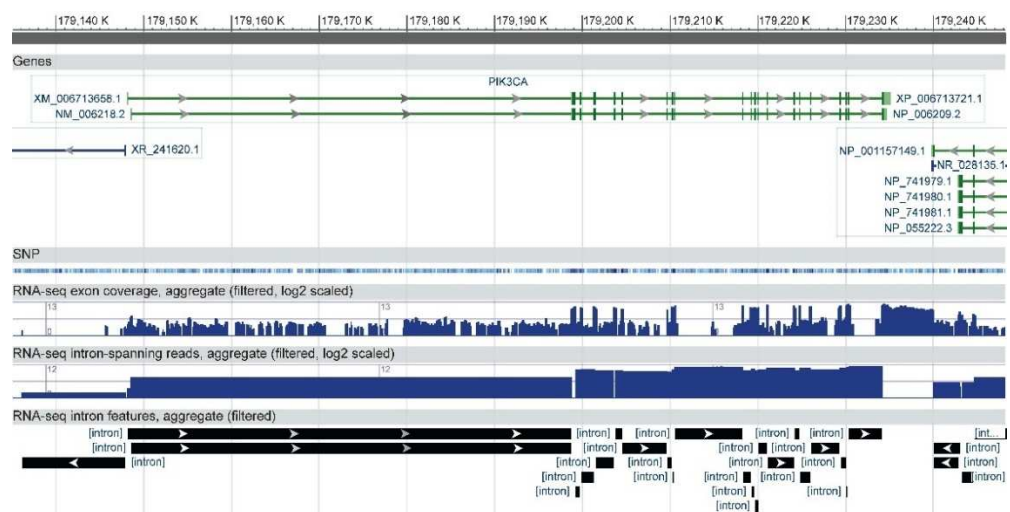 179,140 K 179,150 K 179,160 K 179,170 K 179,180 K 179,190 K 179,200 K 179,210 K 179,220 K 179,230 K 179,240 K
Genes
PIK3CA
XM_006713658.1 XP_006713721.1
NM_006218.2 NP_006209.2
XR_241620.1 NP_001157149.1
NR_028135.1
NP_741979.1
NP_741980.1
NP_741981.1
NP_055222.3
SNP
RNA-seq exon coverage, aggregate (filtered, log2 scaled)
13 13 13
0
RNA-seq intron-spanning reads, aggregate (filtered, log2 scaled)
12 12
RNA-seq intron features, aggregate (filtered)
[intron] [intron] [intron] [intron] [intron] [int...
[intron] [intron] [intron] [intron] [intron]
[intron] [intron] [intron] [intron] [intron]
[intron] [intron] [intron] [intron] [intron]
[intron] [intron] [intron]
[intron]